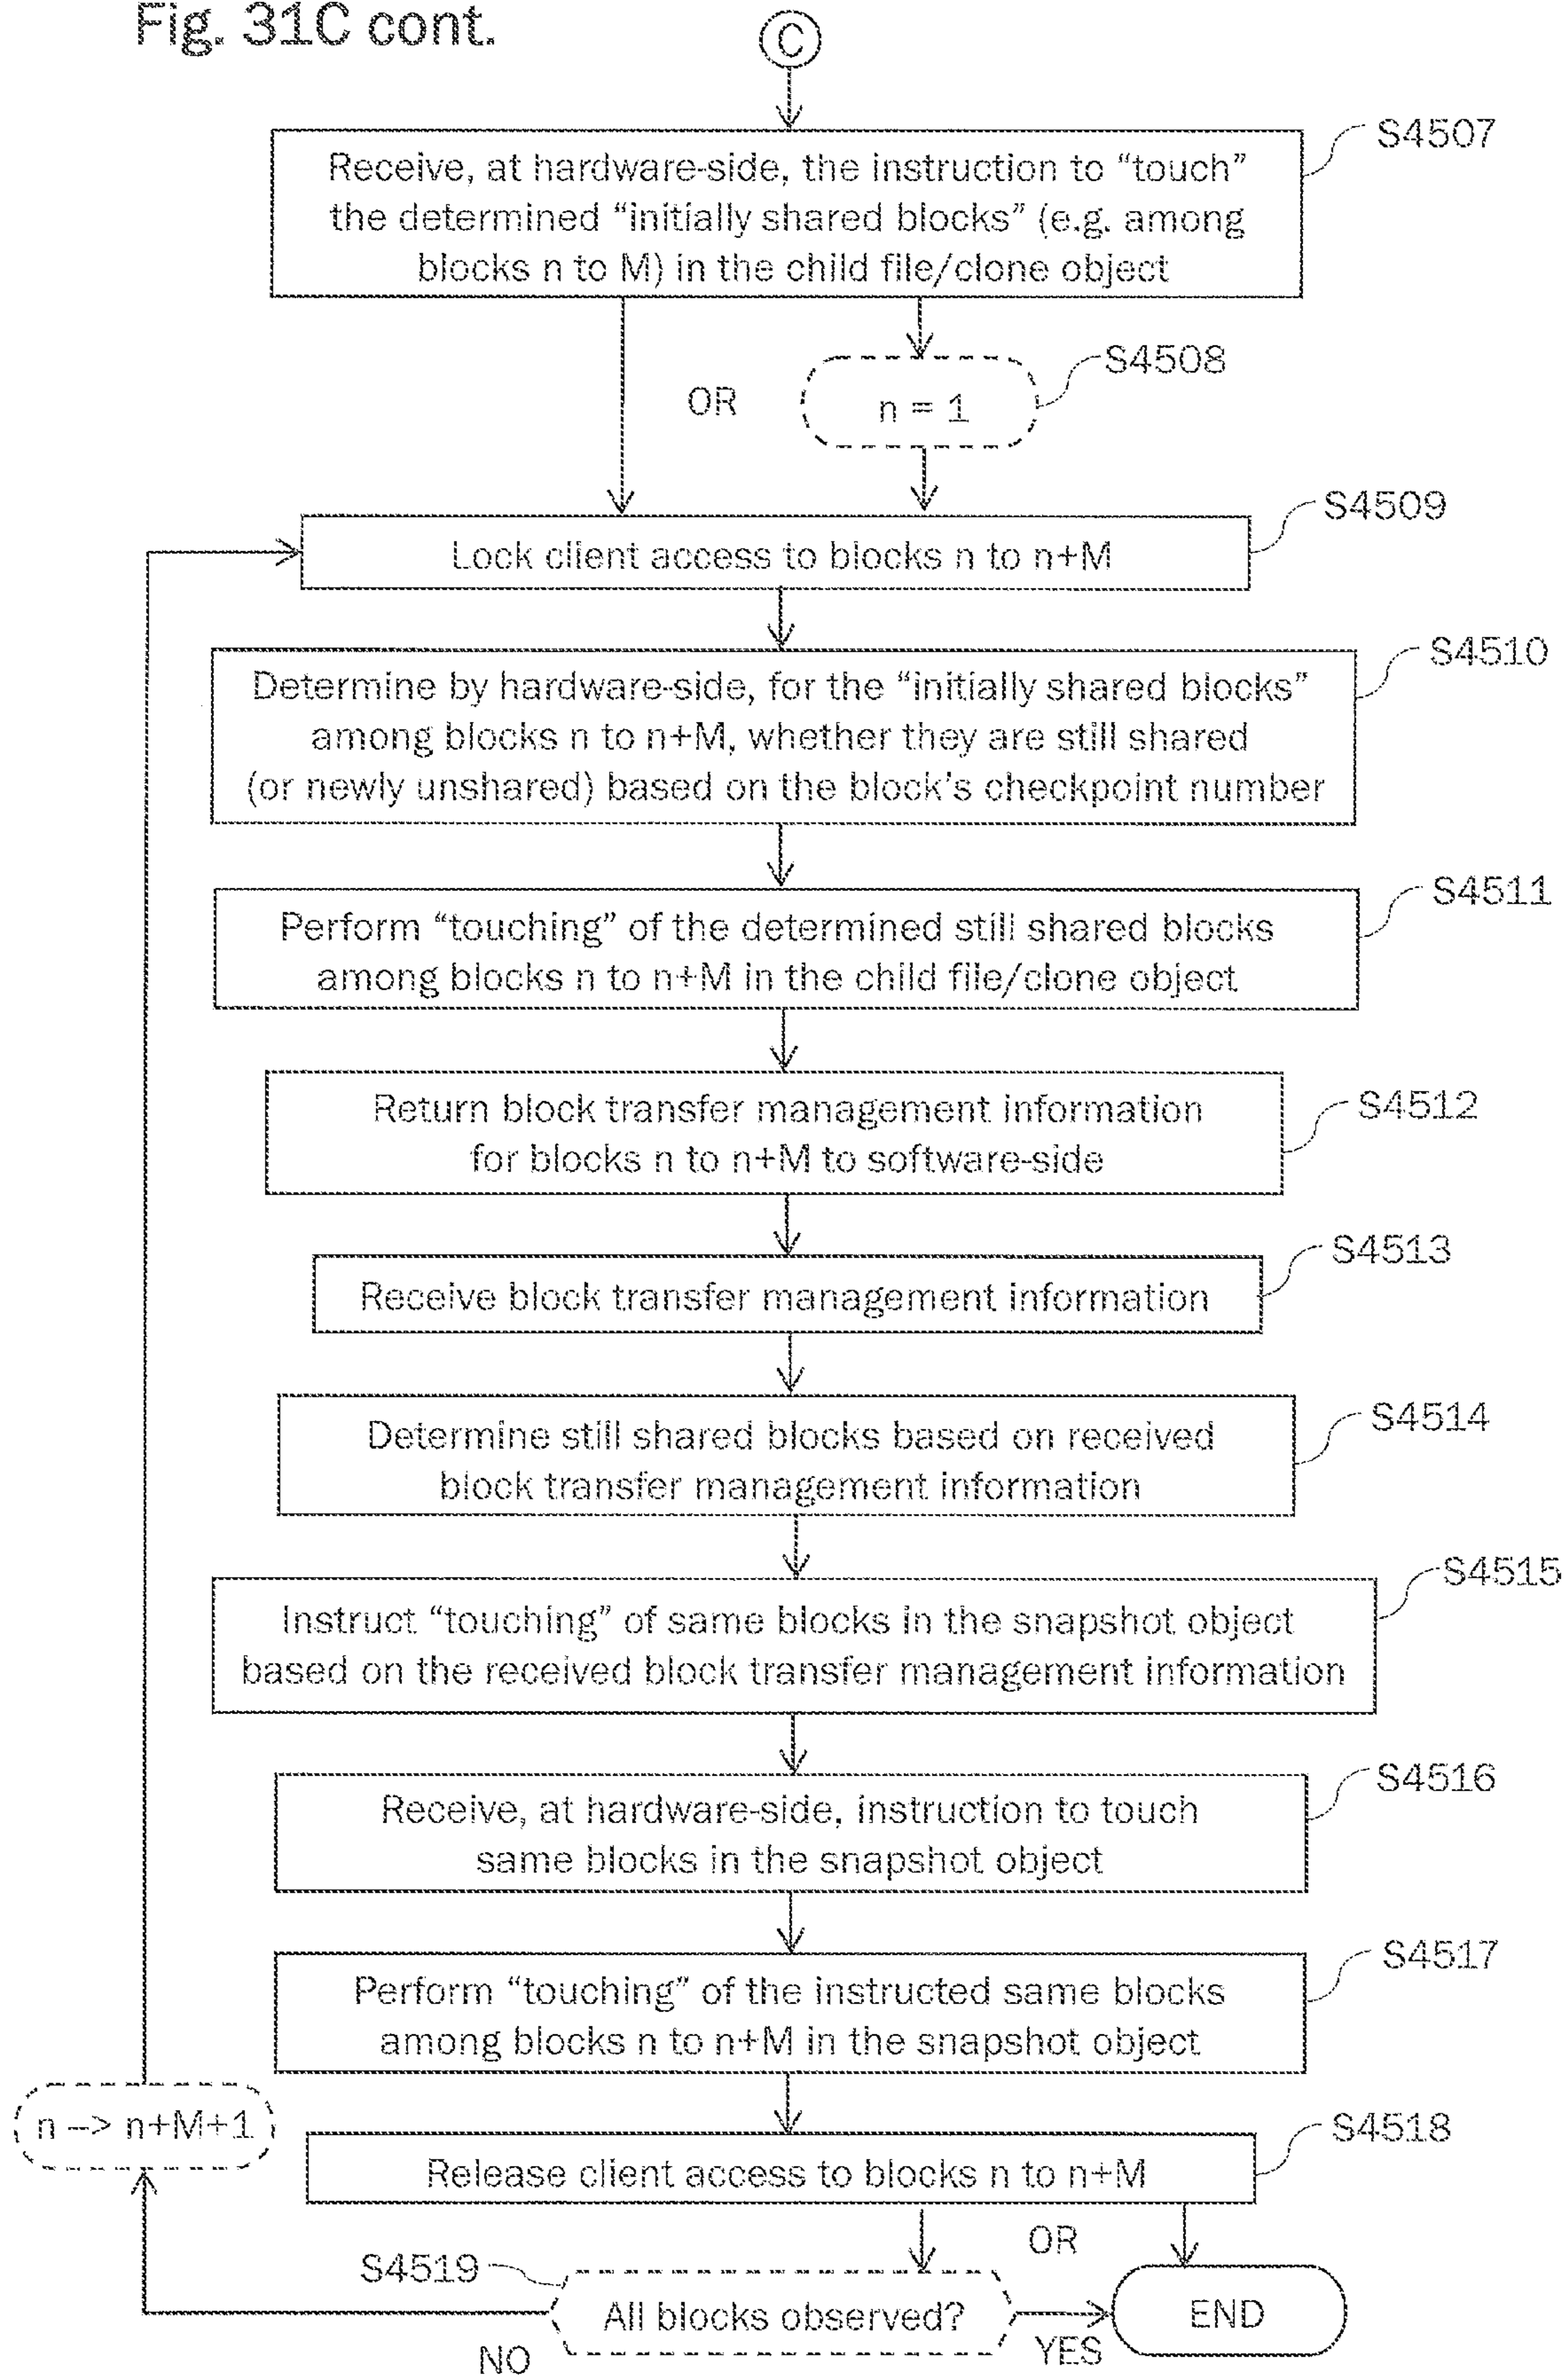 Fig. 31C cont.
C
S4507
Receive, at hardware-side, the instruction to “touch”
the determined “initially shared blocks” (e.g. among
blocks n to M) in the child file/clone object
S4508
OR
n = 1
S4509
Lock client access to blocks n to n+M
S4510
Determine by hardware-side, for the “initially shared blocks”
among blocks n to n+M, whether they are still shared
(or newly unshared) based on the block’s checkpoint number
S4511
Perform “touching” of the determined still shared blocks
among blocks n to n+M in the child file/clone object
S4512
Return block transfer management information
for blocks n to n+M to software-side
S4513
Receive block transfer management information
S4514
Determine still shared blocks based on received
block transfer management information
S4515
Instruct “touching” of same blocks in the snapshot object
based on the received block transfer management information
S4516
Receive, at hardware-side, instruction to touch
same blocks in the snapshot object
S4517
Perform “touching” of the instructed same blocks
among blocks n to n+M in the snapshot object
n --> n+M+1
S4518
Release client access to blocks n to n+M
OR
S4519
All blocks observed?
END
NO
YES